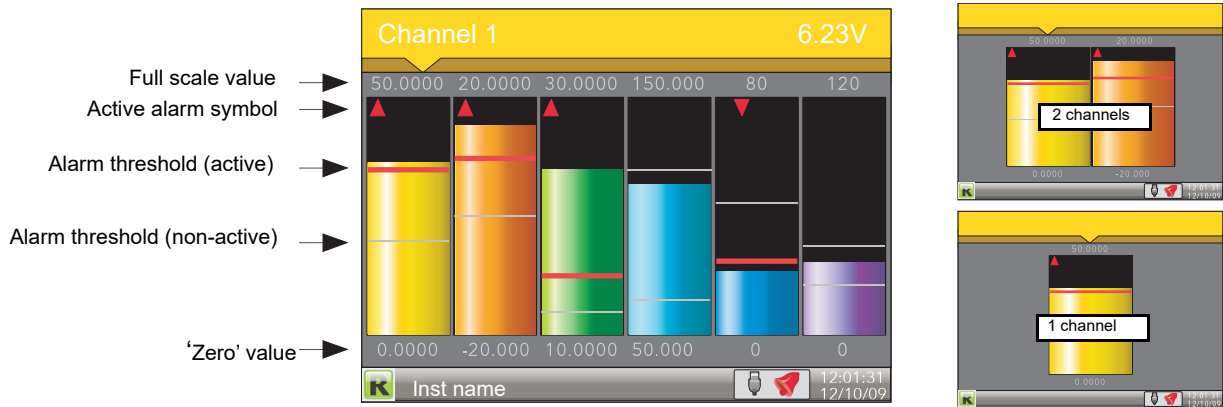 Channel 1 6.23V
Full scale value
50.0000 20.0000 30.0000 150.000 80 120
Active alarm symbol
Alarm threshold (active)
Alarm threshold (non-active)
‘Zero’ value
0.0000 -20.000 10.0000 50.000 0 0
Inst name
12:01:31
12/10/09
50.0000 20.0000
2 channels
0.0000 -20.000
12:01:31
12/10/09
50.0000
1 channel
0.0000
12:01:31
12/10/09